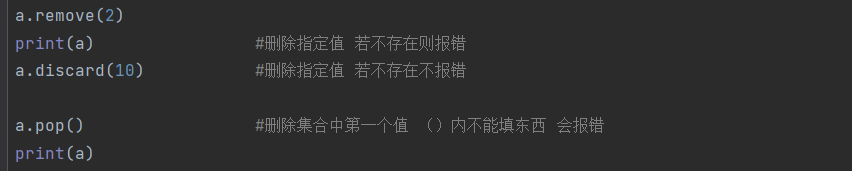 a.remove(2)
print(a) #删除指定值 若不存在则报错
a.discard(10) #删除指定值 若不存在不报错
a.pop() #删除集合中第一个值 （）内不能填东西 会报错
print(a)